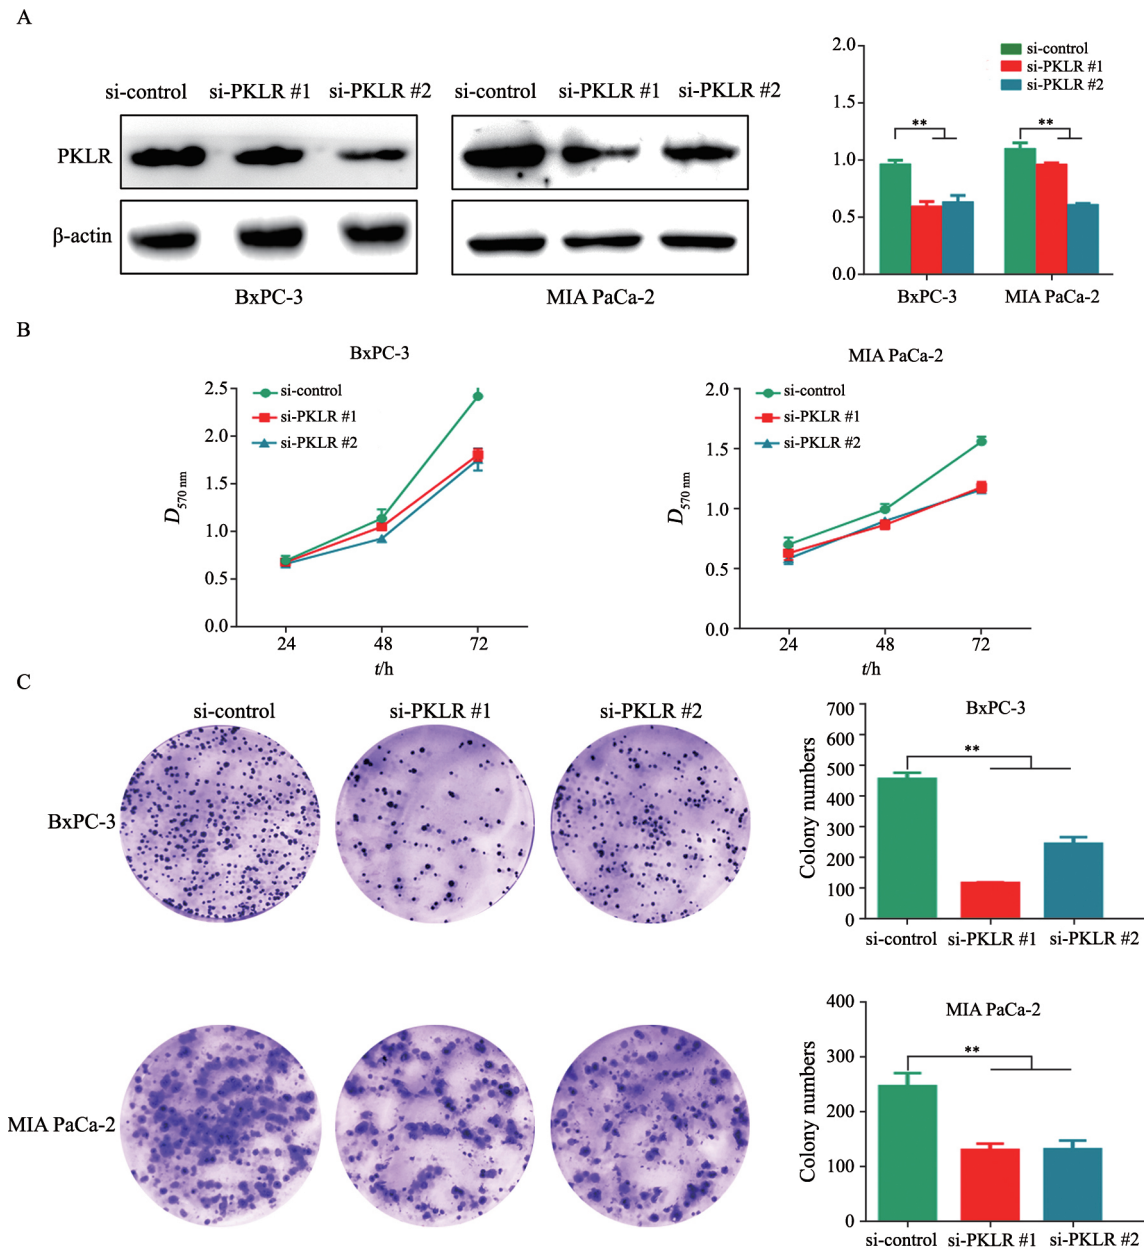 A
si-control si-PKLR #1 si-PKLR #2
si-control si-PKLR #1 si-PKLR #2
PKLR
β-actin
BxPC-3
MIA PaCa-2
2.0
1.5
1.0
0.5
0.0
si-control
si-PKLR #1
si-PKLR #2
** **
BxPC-3 MIA PaCa-2
B
BxPC-3
2.5
2.0
1.5
1.0
0.5
0.0
D570 nm
si-control
si-PKLR #1
si-PKLR #2
24 48 72
t/h
MIA PaCa-2
2.0
1.5
1.0
0.5
0.0
D570 nm
si-control
si-PKLR #1
si-PKLR #2
24 48 72
t/h
C
si-control si-PKLR #1 si-PKLR #2
BxPC-3
MIA PaCa-2
BxPC-3
700
600
500
400
300
200
100
0
Colony numbers
**
si-control si-PKLR #1 si-PKLR #2
MIA PaCa-2
400
300
200
100
0
Colony numbers
**
si-control si-PKLR #1 si-PKLR #2